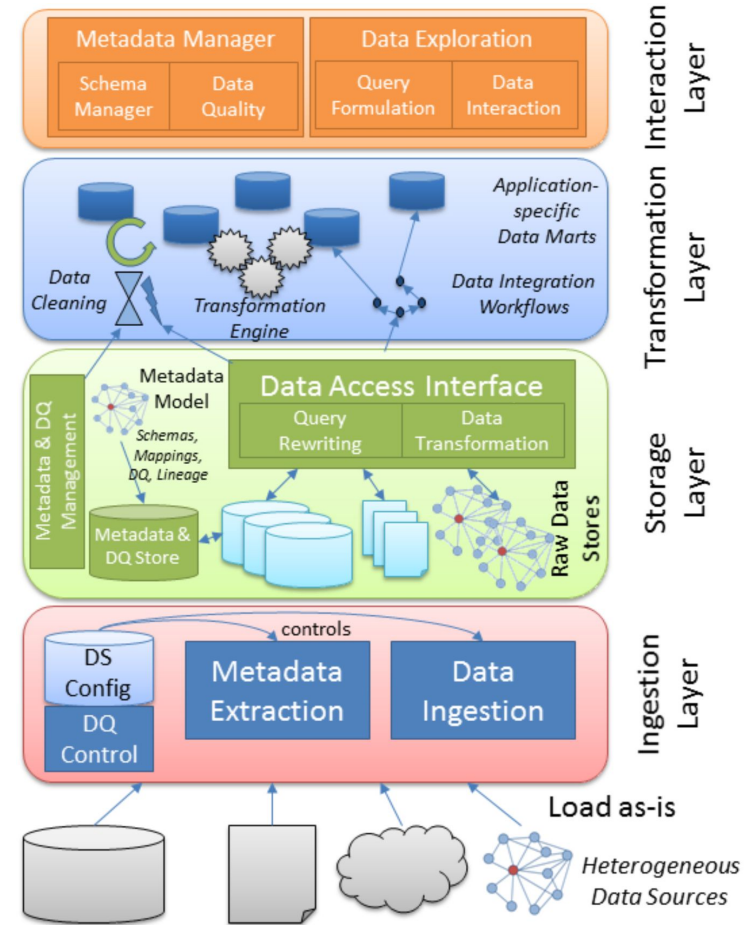 Metadata Manager
Schema
Manager
Data
Quality
Data Exploration
Query
Formulation
Data
Interaction
Interaction
Layer
Application-
specific
Data Marts
Data
Cleaning
Transformation
Engine
Data Integration
Workflows
Transformation
Layer
Metadata & DQ
Management
Metadata
Model
Schemas,
Mappings,
DQ, Lineage
Metadata &
DQ Store
Data Access Interface
Query
Rewriting
Data
Transformation
Raw Data
Stores
Storage
Layer
controls
DS
Config
DQ
Control
Metadata
Extraction
Data
Ingestion
Ingestion
Layer
Load as-is
Heterogeneous
Data Sources